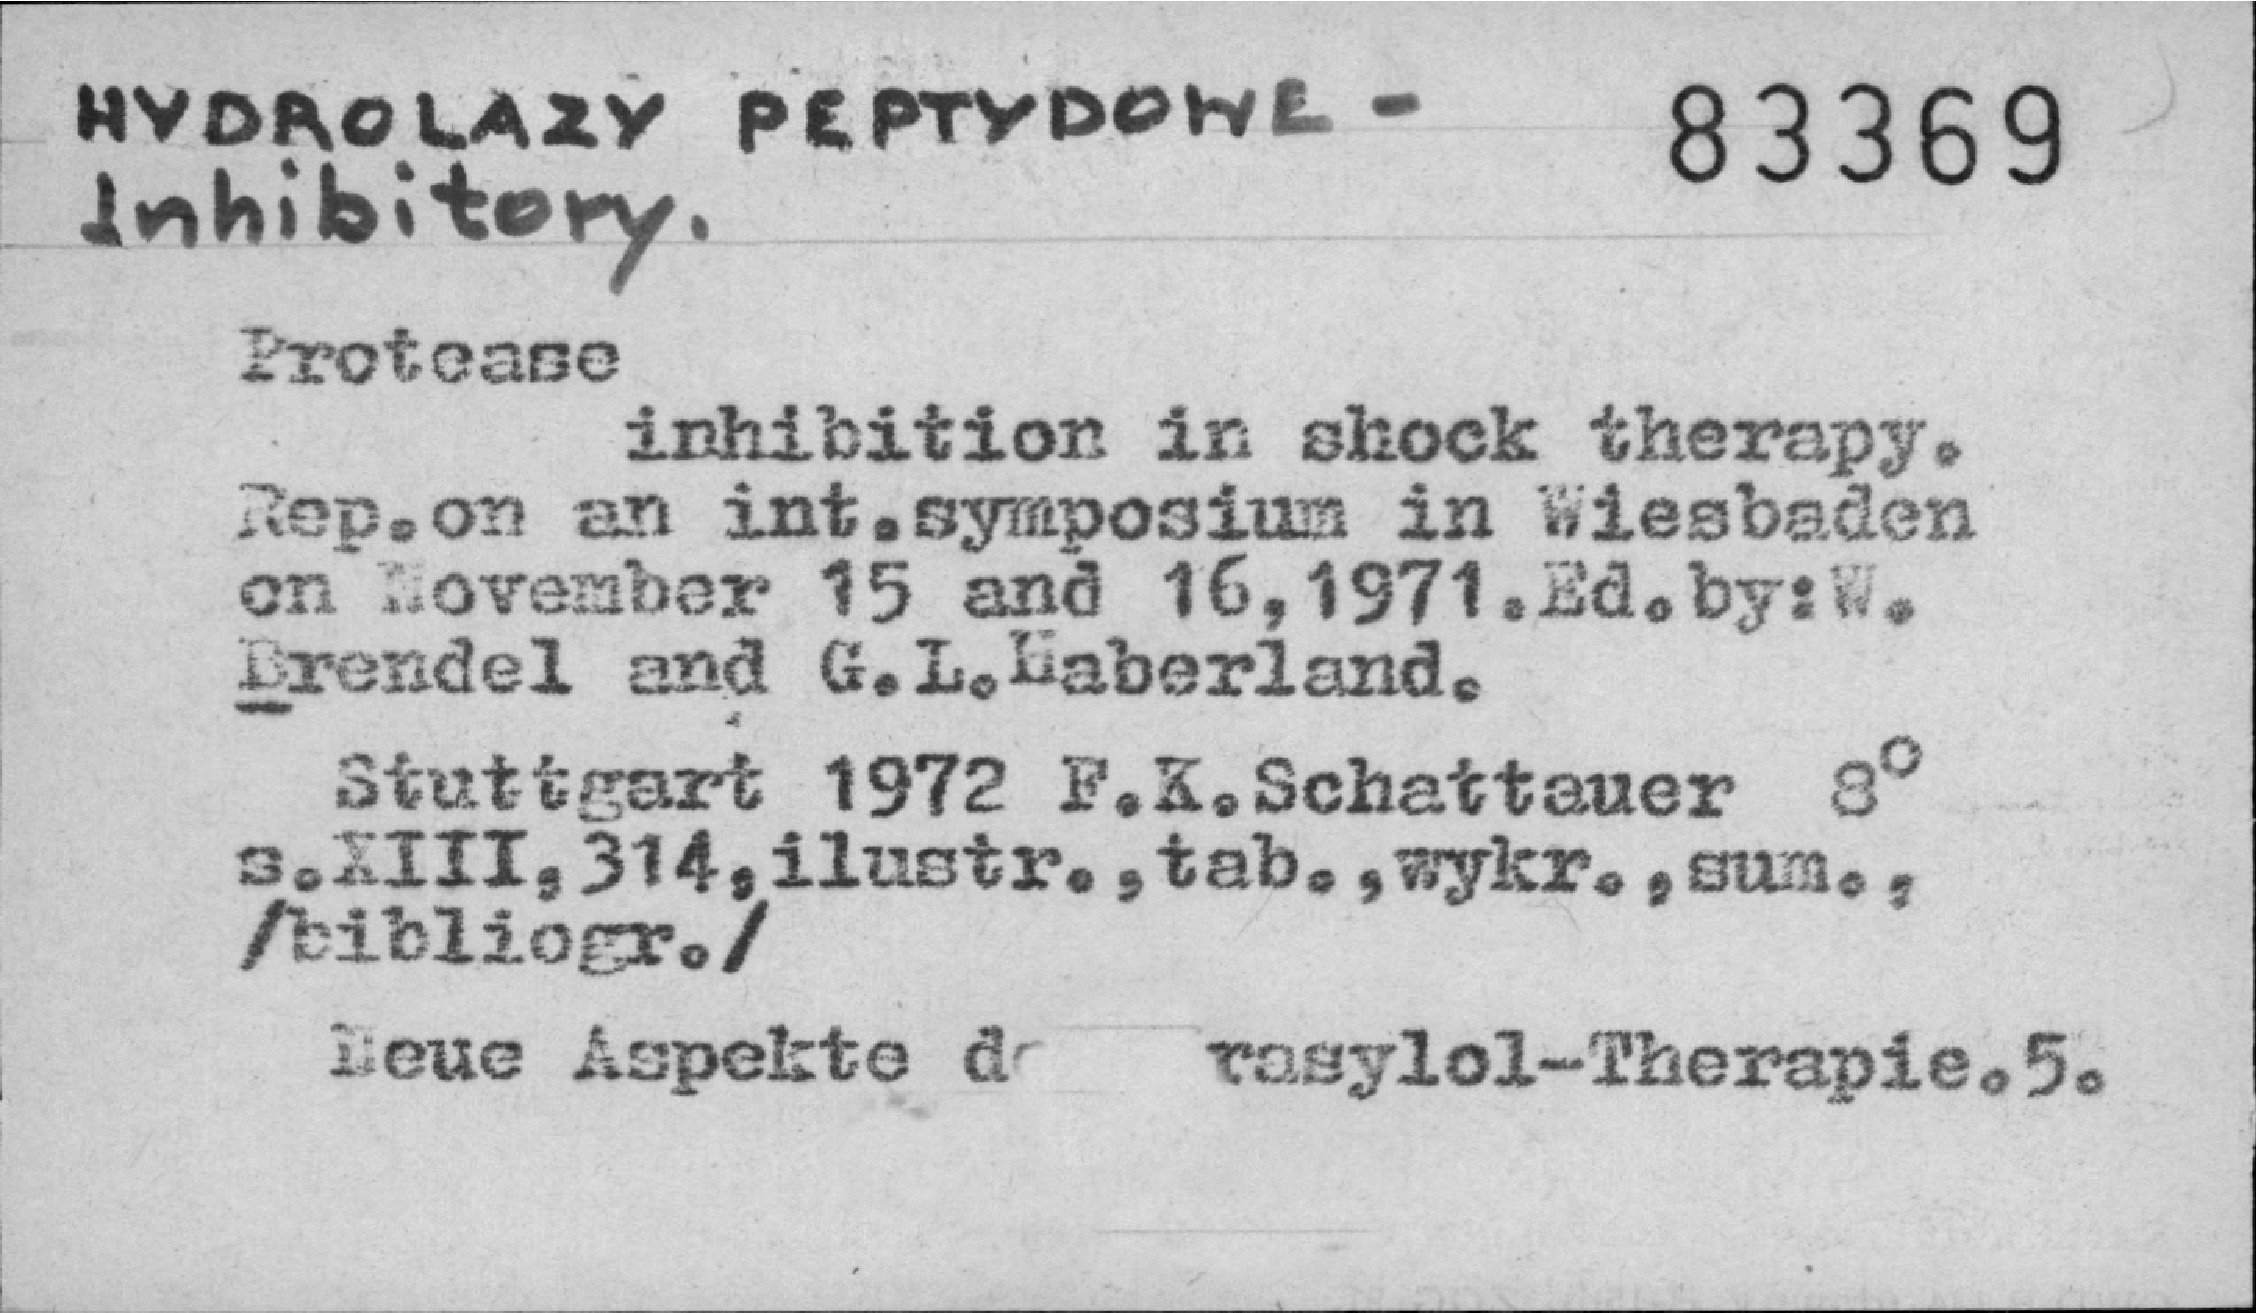 HYDROLAZY PEPTYDOWE - 83369
Inhibitory.
Protease
inhibition in shock therapy.
Rep.on an int.symposium in Wiesbaden
on November 15 and 16,1971.Ed.by:W.
Brendel and G.L.Haberland.
Stuttgart 1972 F.K.Schattauer 8°
s.XIII,314,ilustr.,tab.,wykr.,sum.,
/bibliogr./
Neue Aspekte rasylol-Therapie.5.